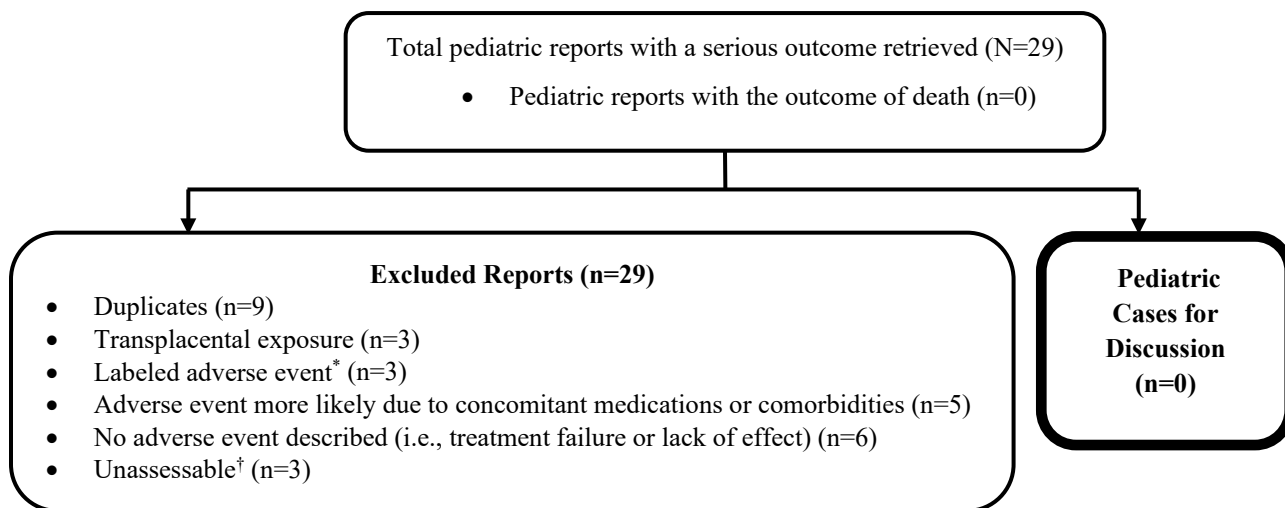 Total pediatric reports with a serious outcome retrieved (N=29)
• Pediatric reports with the outcome of death (n=0)
Excluded Reports (n=29)
• Duplicates (n=9)
• Transplacental exposure (n=3)
• Labeled adverse event* (n=3)
• Adverse event more likely due to concomitant medications or comorbidities (n=5)
• No adverse event described (i.e., treatment failure or lack of effect) (n=6)
• Unassessable† (n=3)
Pediatric
Cases for
Discussion
(n=0)